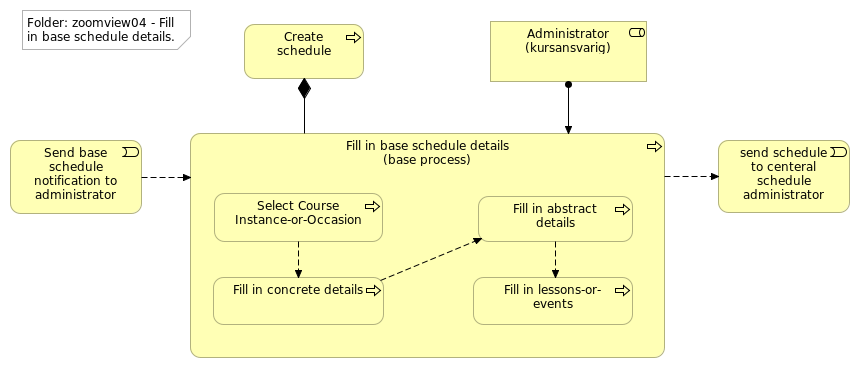 Folder: zoomview04 - Fill
in base schedule details.
Create
schedule
Administrator
(kursansvarig)
Send base
schedule
notification to
administrator
Fill in base schedule details
(base process)
send schedule
to centeral
schedule
administrator
Select Course
Instance-or-Occasion
Fill in abstract
details
Fill in concrete details
Fill in lessons-or-
events